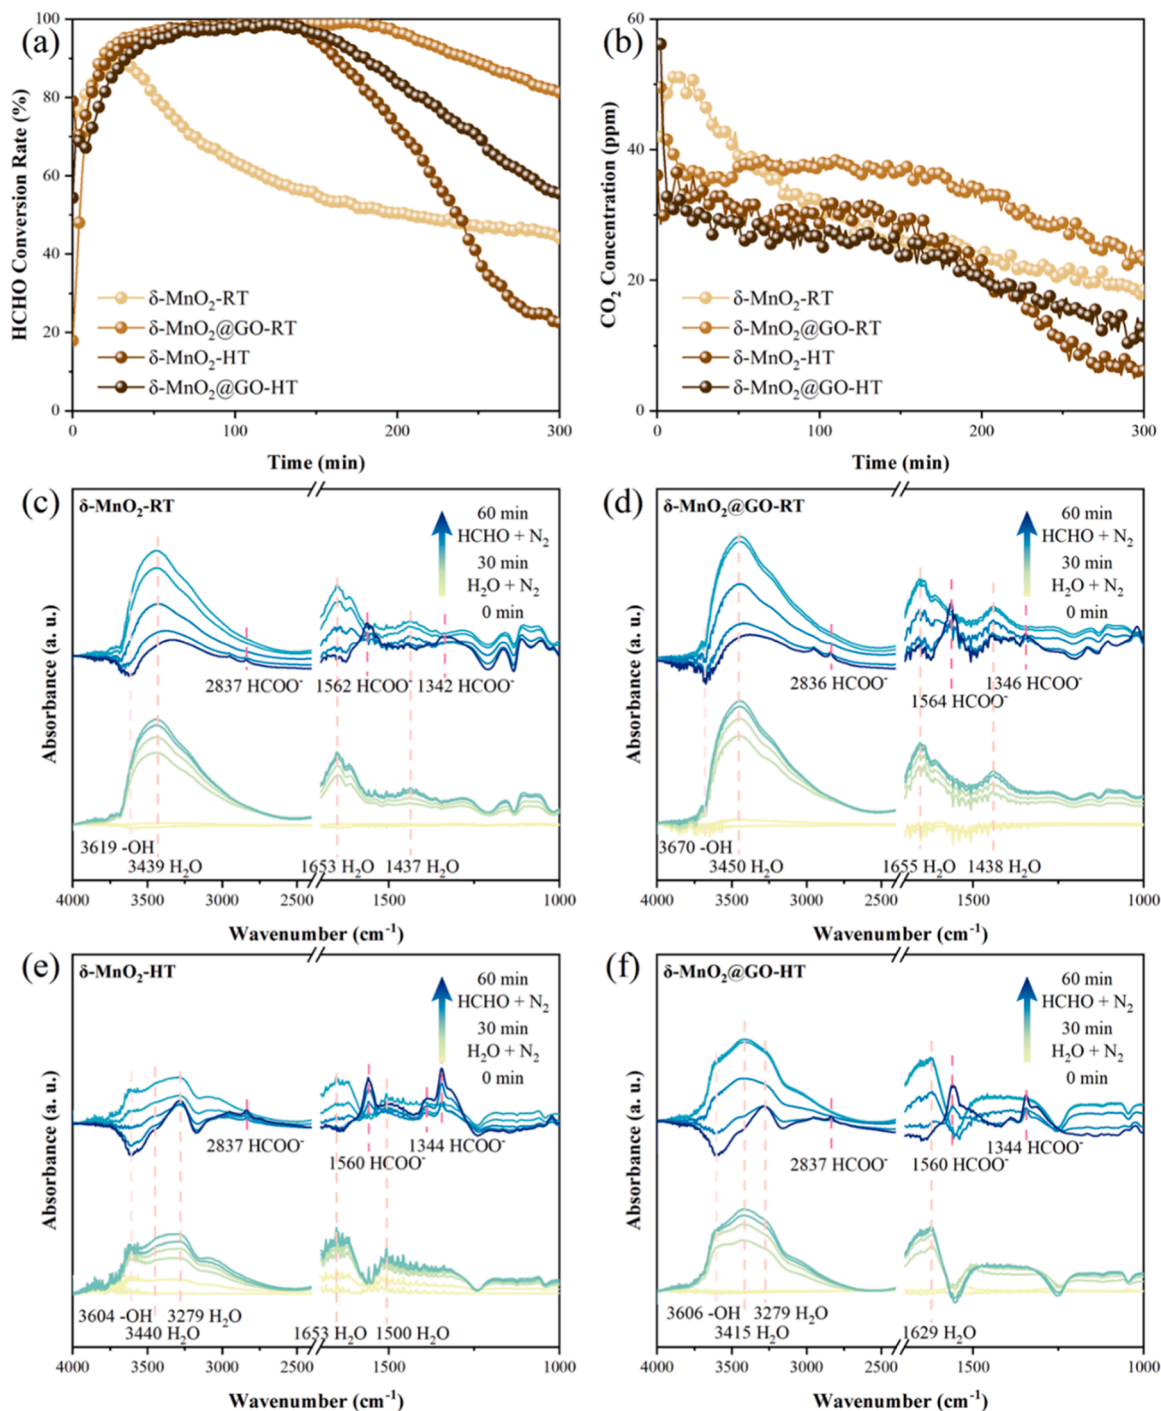 (a)
HCHO Conversion Rate (%)
100
80
60
40
20
0
δ-MnO₂-RT
δ-MnO₂@GO-RT
δ-MnO₂-HT
δ-MnO₂@GO-HT
0 100 200 300
Time (min)
(b)
CO₂ Concentration (ppm)
60
40
20
0
δ-MnO₂-RT
δ-MnO₂@GO-RT
δ-MnO₂-HT
δ-MnO₂@GO-HT
0 100 200 300
Time (min)
(c)
δ-MnO₂-RT
60 min
HCHO + N₂
30 min
H₂O + N₂
0 min
Absorbance (a. u.)
2837 HCOO⁻
1562 HCOO⁻
1342 HCOO⁻
3619 -OH
3439 H₂O
1653 H₂O
1437 H₂O
4000 3500 3000 2500 1500 1000
Wavenumber (cm⁻¹)
(d)
δ-MnO₂@GO-RT
60 min
HCHO + N₂
30 min
H₂O + N₂
0 min
Absorbance (a. u.)
2836 HCOO⁻
1346 HCOO⁻
1564 HCOO⁻
3670 -OH
3450 H₂O
1655 H₂O
1438 H₂O
4000 3500 3000 2500 1500 1000
Wavenumber (cm⁻¹)
(e)
δ-MnO₂-HT
60 min
HCHO + N₂
30 min
H₂O + N₂
0 min
Absorbance (a. u.)
2837 HCOO⁻
1344 HCOO⁻
1560 HCOO⁻
3604 -OH
3279 H₂O
3440 H₂O
1653 H₂O
1500 H₂O
4000 3500 3000 2500 1500 1000
Wavenumber (cm⁻¹)
(f)
δ-MnO₂@GO-HT
60 min
HCHO + N₂
30 min
H₂O + N₂
0 min
Absorbance (a. u.)
1344 HCOO⁻
2837 HCOO⁻
1560 HCOO⁻
3606 -OH
3279 H₂O
3415 H₂O
1629 H₂O
4000 3500 3000 2500 1500 1000
Wavenumber (cm⁻¹)